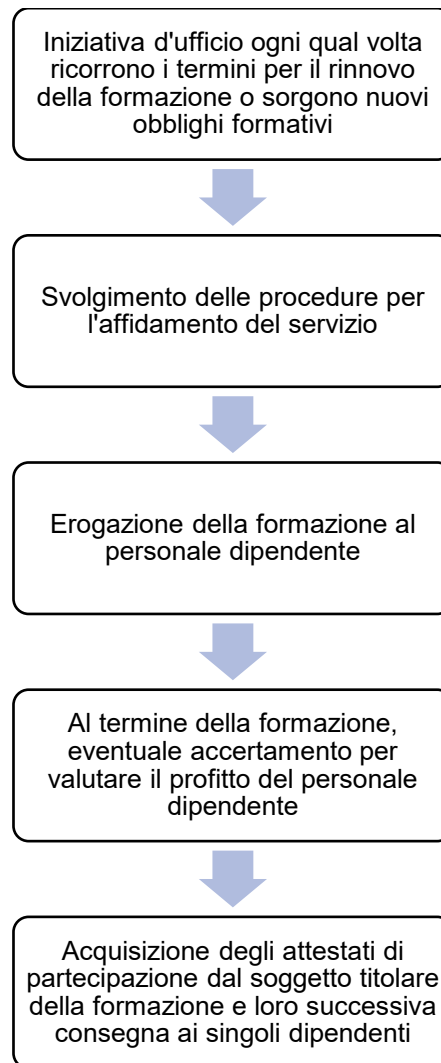 Iniziativa d'ufficio ogni qual volta
ricorrono i termini per il rinnovo
della formazione o sorgono nuovi
obblighi formativi
Svolgimento delle procedure per
l'affidamento del servizio
Erogazione della formazione al
personale dipendente
Al termine della formazione,
eventuale accertamento per
valutare il profitto del personale
dipendente
Acquisizione degli attestati di
partecipazione dal soggetto titolare
della formazione e loro successiva
consegna ai singoli dipendenti